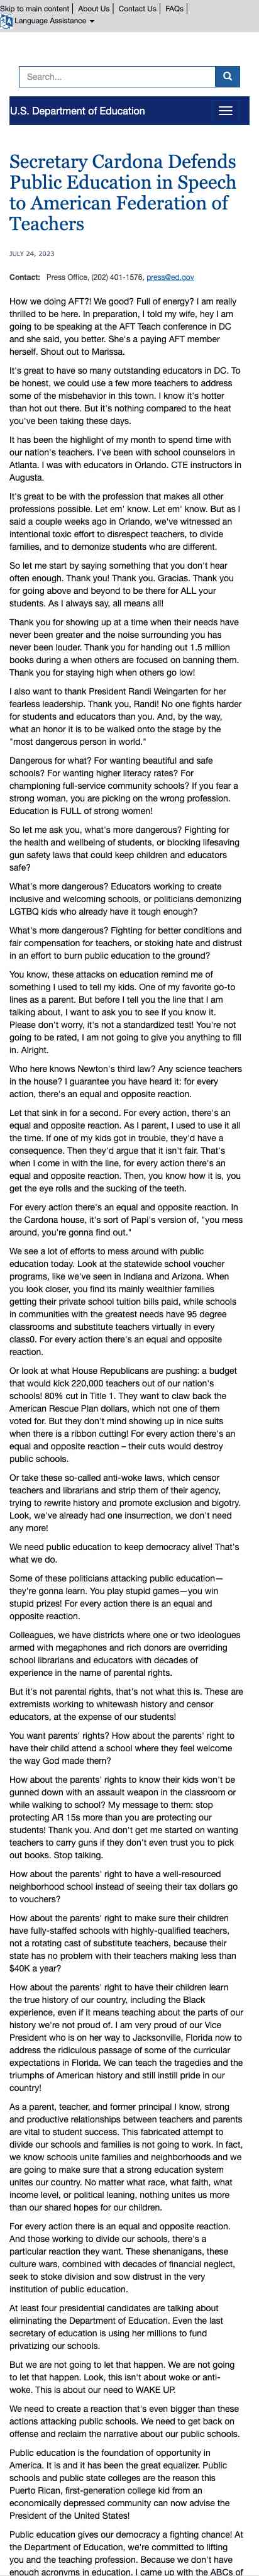 Skip to main content | About Us | Contact Us | FAQs |
Language Assistance
Search...
U.S. Department of Education
Secretary Cardona Defends
Public Education in Speech
to American Federation of
Teachers
JULY 24, 2023
Contact: Press Office, (202) 401-1576, press@ed.gov
How we doing AFT?! We good? Full of energy? I am really
thrilled to be here. In preparation, I told my wife, hey I am
going to be speaking at the AFT Teach conference in DC
and she said, you better. She's a paying AFT member
herself. Shout out to Marissa.
It's great to have so many outstanding educators in DC. To
be honest, we could use a few more teachers to address
some of the misbehavior in this town. I know it's hotter
than hot out there. But it's nothing compared to the heat
you've been taking these days.
It has been the highlight of my month to spend time with
our nation's teachers. I've been with school counselors in
Atlanta. I was with educators in Orlando. CTE instructors in
Augusta.
It's great to be with the profession that makes all other
professions possible. Let em' know. Let em' know. But as I
said a couple weeks ago in Orlando, we've witnessed an
intentional toxic effort to disrespect teachers, to divide
families, and to demonize students who are different.
So let me start by saying something that you don't hear
often enough. Thank you! Thank you. Gracias. Thank you
for going above and beyond to be there for ALL your
students. As I always say, all means all!
Thank you for showing up at a time when their needs have
never been greater and the noise surrounding you has
never been louder. Thank you for handing out 1.5 million
books during a when others are focused on banning them.
Thank you for staying high when others go low!
I also want to thank President Randi Weingarten for her
fearless leadership. Thank you, Randi! No one fights harder
for students and educators than you. And, by the way,
what an honor it is to be walked onto the stage by the
"most dangerous person in world."
Dangerous for what? For wanting beautiful and safe
schools? For wanting higher literacy rates? For
championing full-service community schools? If you fear a
strong woman, you are picking on the wrong profession.
Education is FULL of strong women!
So let me ask you, what's more dangerous? Fighting for
the health and wellbeing of students, or blocking lifesaving
gun safety laws that could keep children and educators
safe?
What's more dangerous? Educators working to create
inclusive and welcoming schools, or politicians demonizing
LGTBQ kids who already have it tough enough?
What's more dangerous? Fighting for better conditions and
fair compensation for teachers, or stoking hate and distrust
in an effort to burn public education to the ground?
You know, these attacks on education remind me of
something I used to tell my kids. One of my favorite go-to
lines as a parent. But before I tell you the line that I am
talking about, I want to ask you to see if you know it.
Please don't worry, it's not a standardized test! You're not
going to be rated, I am not going to give you anything to fill
in. Alright.
Who here knows Newton's third law? Any science teachers
in the house? I guarantee you have heard it: for every
action, there's an equal and opposite reaction.
Let that sink in for a second. For every action, there's an
equal and opposite reaction. As I parent, I used to use it all
the time. If one of my kids got in trouble, they'd have a
consequence. Then they'd argue that it isn't fair. That's
when I come in with the line, for every action there's an
equal and opposite reaction. Then, you know how it is, you
get the eye rolls and the sucking of the teeth.
For every action there's an equal and opposite reaction. In
the Cardona house, it's sort of Papi's version of, "you mess
around, you're gonna find out."
We see a lot of efforts to mess around with public
education today. Look at the statewide school voucher
programs, like we've seen in Indiana and Arizona. When
you look closer, you find its mainly wealthier families
getting their private school tuition bills paid, while schools
in communities with the greatest needs have 95 degree
classrooms and substitute teachers virtually in every
class0. For every action there's an equal and opposite
reaction.
Or look at what House Republicans are pushing: a budget
that would kick 220,000 teachers out of our nation's
schools! 80% cut in Title 1. They want to claw back the
American Rescue Plan dollars, which not one of them
voted for. But they don't mind showing up in nice suits
when there is a ribbon cutting! For every action there's an
equal and opposite reaction – their cuts would destroy
public schools.
Or take these so-called anti-woke laws, which censor
teachers and librarians and strip them of their agency,
trying to rewrite history and promote exclusion and bigotry.
Look, we've already had one insurrection, we don't need
any more!
We need public education to keep democracy alive! That's
what we do.
Some of these politicians attacking public education—
they're gonna learn. You play stupid games—you win
stupid prizes! For every action there is an equal and
opposite reaction.
Colleagues, we have districts where one or two ideologues
armed with megaphones and rich donors are overriding
school librarians and educators with decades of
experience in the name of parental rights.
But it's not parental rights, that's not what this is. These are
extremists working to whitewash history and censor
educators, at the expense of our students!
You want parents' rights? How about the parents' right to
have their child attend a school where they feel welcome
the way God made them?
How about the parents' rights to know their kids won't be
gunned down with an assault weapon in the classroom or
while walking to school? My message to them: stop
protecting AR 15s more than you are protecting our
students! Thank you. And don't get me started on wanting
teachers to carry guns if they don't even trust you to pick
out books. Stop talking.
How about the parents' right to have a well-resourced
neighborhood school instead of seeing their tax dollars go
to vouchers?
How about the parents' right to make sure their children
have fully-staffed schools with highly-qualified teachers,
not a rotating cast of substitute teachers, because their
state has no problem with their teachers making less than
$40K a year?
How about the parents' right to have their children learn
the true history of our country, including the Black
experience, even if it means teaching about the parts of our
history we're not proud of. I am very proud of our Vice
President who is on her way to Jacksonville, Florida now to
address the ridiculous passage of some of the curricular
expectations in Florida. We can teach the tragedies and the
triumphs of American history and still instill pride in our
country!
As a parent, teacher, and former principal I know, strong
and productive relationships between teachers and parents
are vital to student success. This fabricated attempt to
divide our schools and families is not going to work. In fact,
we know schools unite families and neighborhoods and we
are going to make sure that a strong education system
unites our country. No matter what race, what faith, what
income level, or political leaning, nothing unites us more
than our shared hopes for our children.
For every action there is an equal and opposite reaction.
And those working to divide our schools, there's a
particular reaction they want. These shenanigans, these
culture wars, combined with decades of financial neglect,
seek to stoke division and sow distrust in the very
institution of public education.
At least four presidential candidates are talking about
eliminating the Department of Education. Even the last
secretary of education is using her millions to fund
privatizing our schools.
But we are not going to let that happen. We are not going
to let that happen. Look, this isn't about woke or anti-
woke. This is about our need to WAKE UP.
We need to create a reaction that's even bigger than these
actions attacking public schools. We need to get back on
offense and reclaim the narrative about our public schools.
Public education is the foundation of opportunity in
America. It is and it has been the great equalizer. Public
schools and public state colleges are the reason this
Puerto Rican, first-generation college kid from an
economically depressed community can now advise the
President of the United States!
Public education gives our democracy a fighting chance! At
the Department of Education, we're committed to lifting
you and the teaching profession. Because we don't have
enough acronyms in education, I came up with the ABCs of